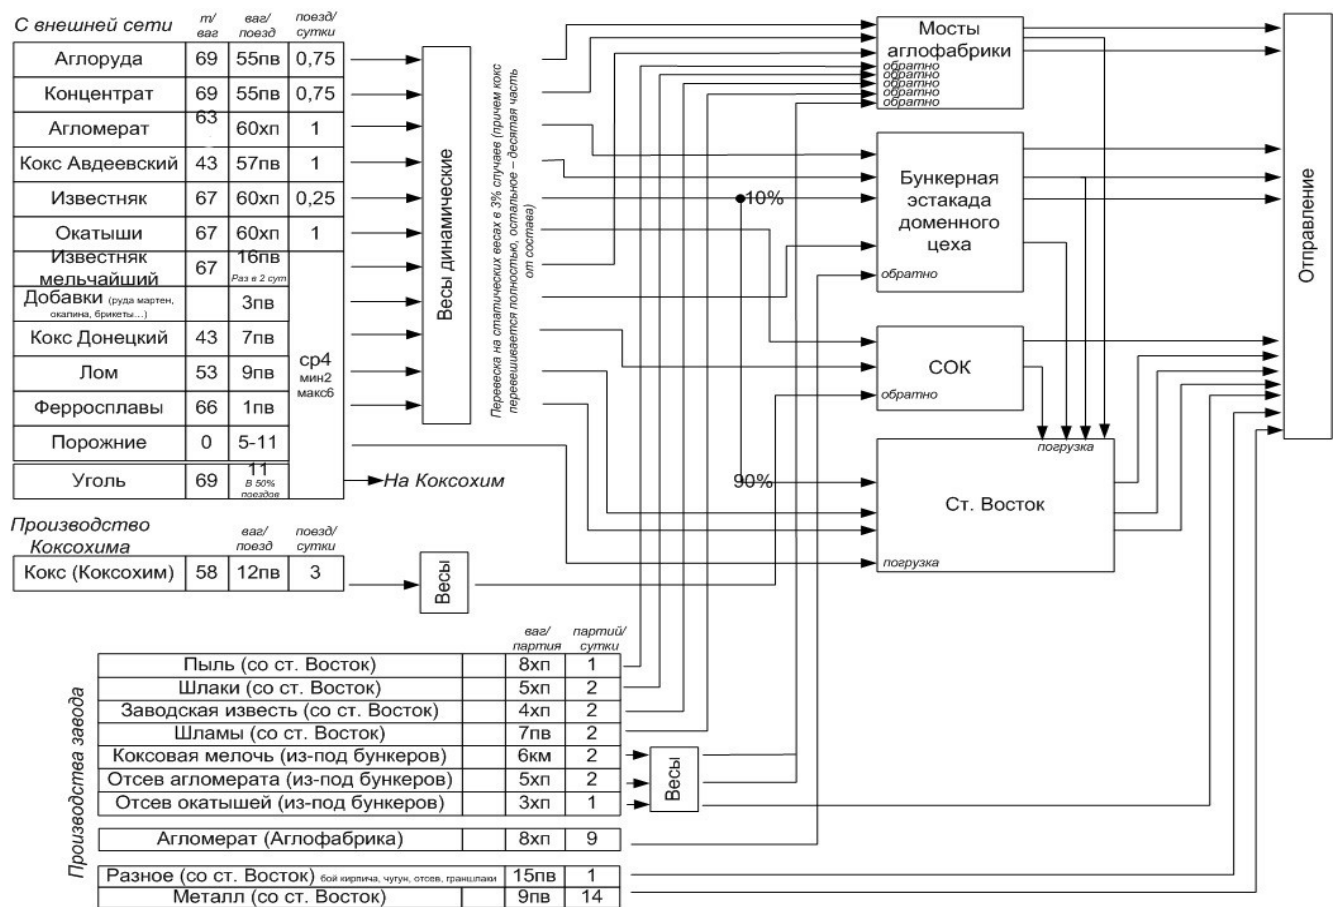 С внешней сети
т/ ваг/ поезд/
ваг поезд сутки
Аглоруда 69 55пв 0,75
Концентрат 69 55пв 0,75
Агломерат 63 60хп 1
Кокс Авдеевский 43 57пв 1
Известняк 67 60хп 0,25
Окатыши 67 60хп 1
Известняк
мельчайший 67 16пв
Раз в 2 сут
Добавки (руда мартен,
окалина, брикеты...) 3пв
Кокс Донецкий 43 7пв
Лом 53 9пв
Ферросплавы 66 1пв
Порожние 0 5-11
Уголь 69 11
В 50%
поездов
ср4
мин2
макс6
На Коксохим
Весы динамические
Перевеска на статических весах в 3% случаев (причем кокс
перевешивается полностью, остальное – десятая часть
от состава)
10%
90%
Мосты
аглофабрики
обратно
обратно
обратно
обратно
обратно
Бункерная
эстакада
доменного
цеха
обратно
СОК
обратно
погрузка
Ст. Восток
погрузка
Отправление
Производство
Коксохима
ваг/ поезд/
поезд сутки
Кокс (Коксохим) 58 12пв 3
Весы
Производства завода
ваг/ партий/
партия сутки
Пыль (со ст. Восток) 8хп 1
Шлаки (со ст. Восток) 5хп 2
Заводская известь (со ст. Восток) 4хп 2
Шламы (со ст. Восток) 7пв 2
Коксовая мелочь (из-под бункеров) 6км 2
Отсев агломерата (из-под бункеров) 5хп 2
Отсев окатышей (из-под бункеров) 3хп 1
Весы
Агломерат (Аглофабрика) 8хп 9
Разное (со ст. Восток) бой кирпича, чугун, отсев, граншлаки 15пв 1
Металл (со ст. Восток) 9пв 14